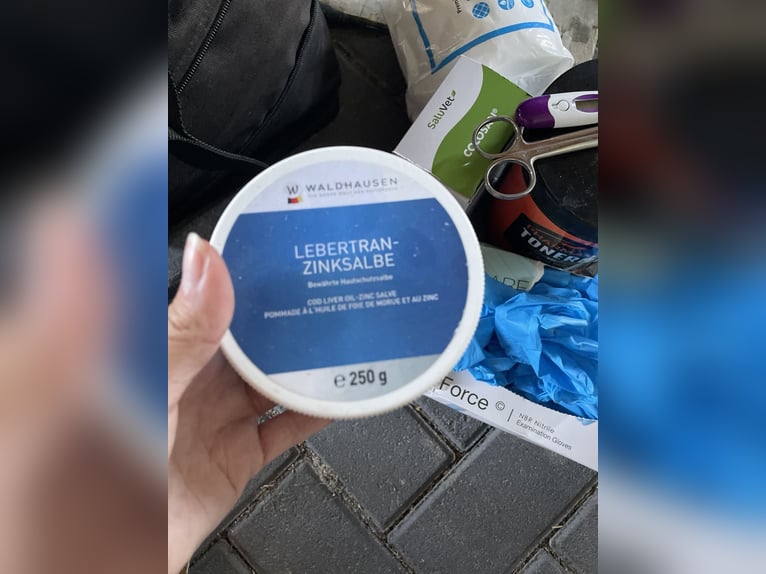 SaluVet
WALDHAUSEN
LEBERTRAN-
ZINKSALBE
Bewährte Hautschutzsalbe
COD LIVER OIL-ZINC SALVE
POMMADE À L'HUILE DE FOIE DE MORUE ET AU ZINC
e 250 g
TONER
Force ©
NBR Nitrile
Examination Gloves